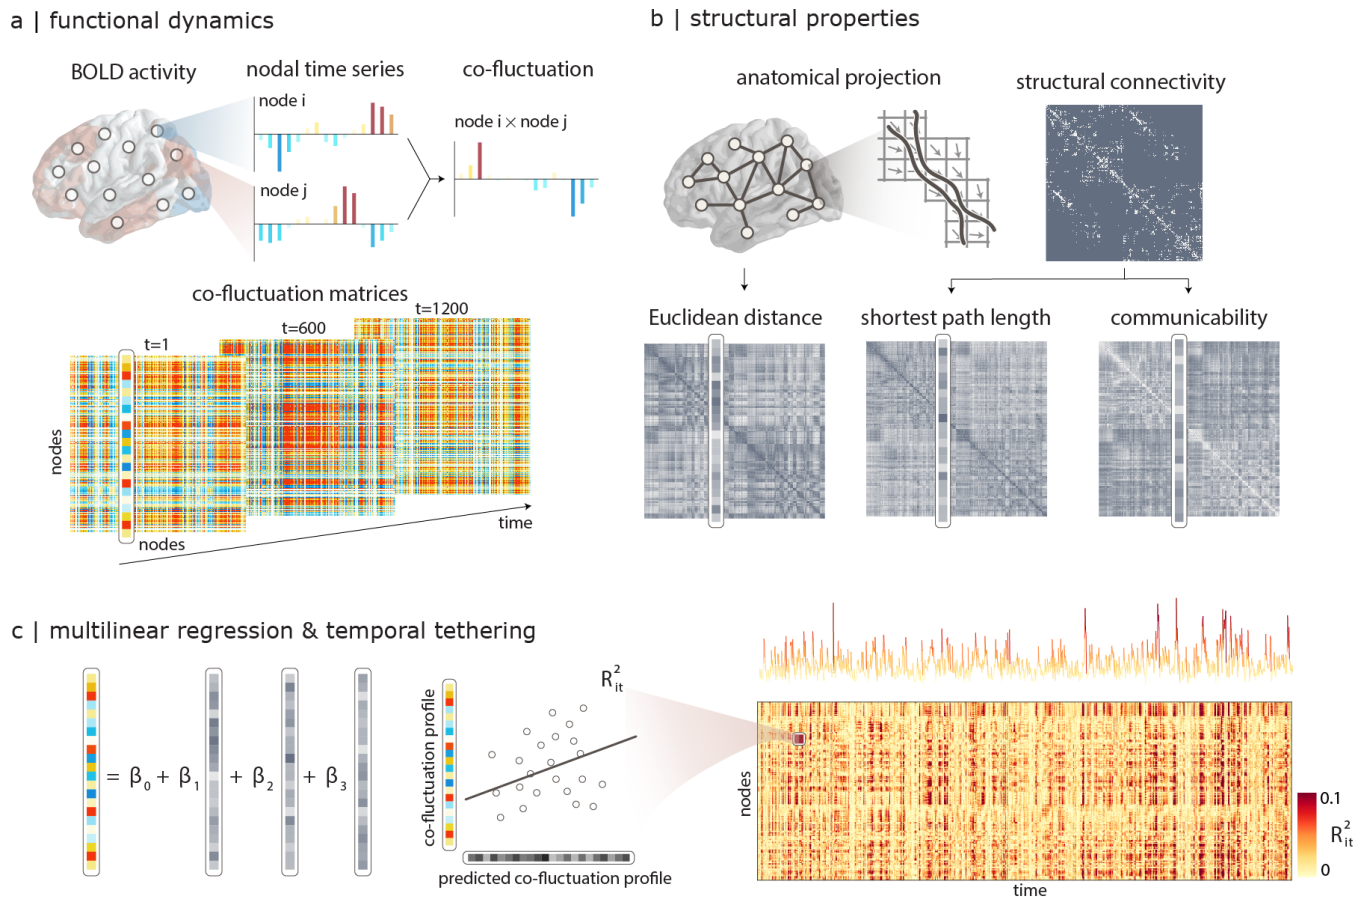 a | functional dynamics
BOLD activity
nodal time series
co-fluctuation
node i
node i × node j
node j
co-fluctuation matrices
t=1
t=600
t=1200
nodes
nodes
time
b | structural properties
anatomical projection
structural connectivity
Euclidean distance
shortest path length
communicability
c | multilinear regression & temporal tethering
= β0 + β1 + β2 + β3
co-fluctuation profile
predicted co-fluctuation profile
R²it
nodes
time
0.1
R²it
0